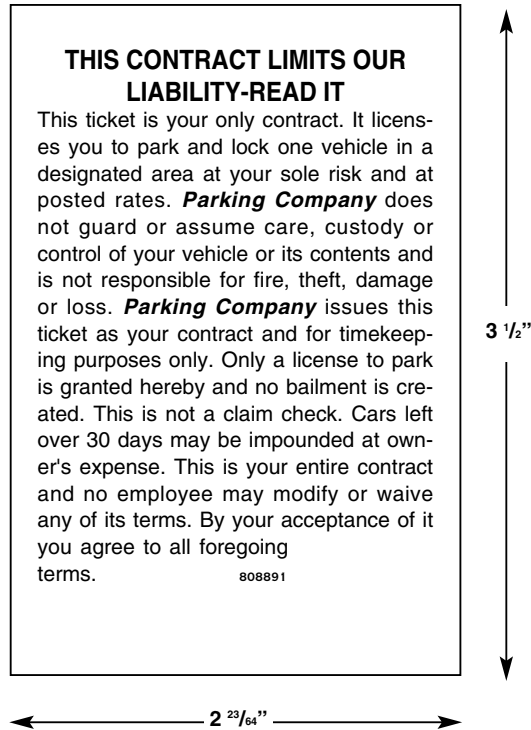 THIS CONTRACT LIMITS OUR
LIABILITY-READ IT
This ticket is your only contract. It licens-
es you to park and lock one vehicle in a
designated area at your sole risk and at
posted rates. Parking Company does
not guard or assume care, custody or
control of your vehicle or its contents and
is not responsible for fire, theft, damage
or loss. Parking Company issues this
ticket as your contract and for timekeep-
ing purposes only. Only a license to park
is granted hereby and no bailment is cre-
ated. This is not a claim check. Cars left
over 30 days may be impounded at own-
er's expense. This is your entire contract
and no employee may modify or waive
any of its terms. By your acceptance of it
you agree to all foregoing
terms. 808891
3 1/2”
2 23/64”